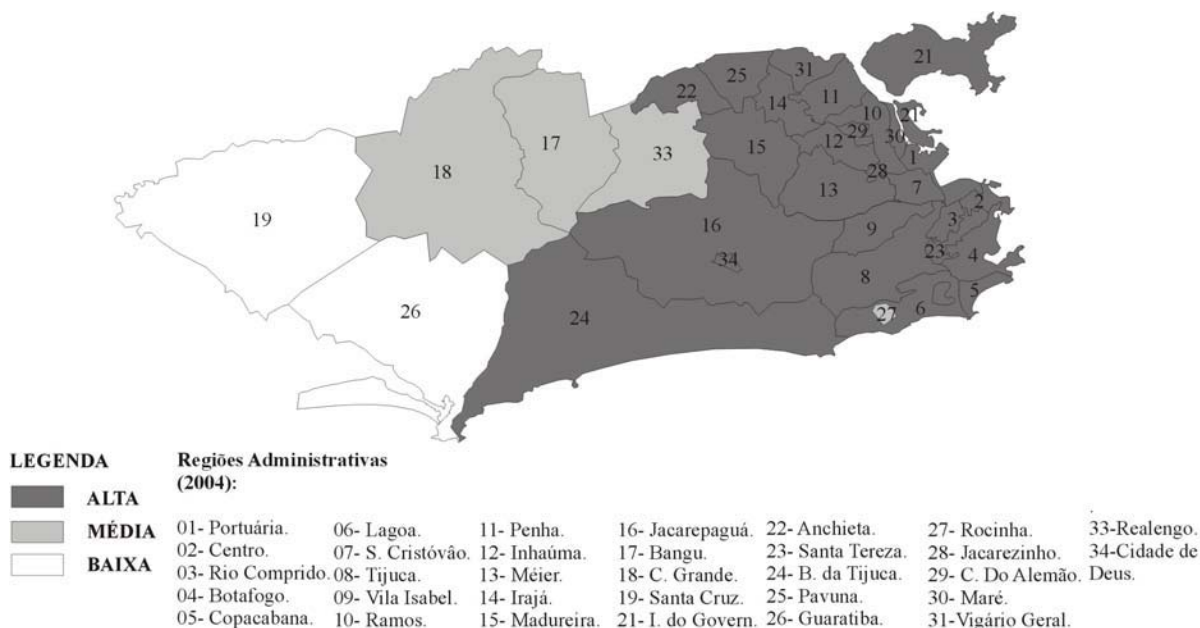 21
25
31
22
14
11
10
21
29
30
12
15
1
17
33
28
18
13
7
2
19
3
16
9
23
4
34
8
5
26
6
27
24
LEGENDA
ALTA
MÉDIA
BAIXA
Regiões Administrativas
(2004):
01- Portuária.
02- Centro.
03- Rio Comprido.
04- Botafogo.
05- Copacabana.
06- Lagoa.
07- S. Cristóvão.
08- Tijuca.
09- Vila Isabel.
10- Ramos.
11- Penha.
12- Inhaúma.
13- Méier.
14- Irajá.
15- Madureira.
16- Jacarepaguá.
17- Bangu.
18- C. Grande.
19- Santa Cruz.
21- I. do Govern.
22- Anchieta.
23- Santa Tereza.
24- B. da Tijuca.
25- Pavuna.
26- Guaratiba.
27- Rocinha.
28- Jacarezinho.
29- C. Do Alemão.
30- Maré.
31-Vigário Geral.
33-Realengo.
34-Cidade de
Deus.